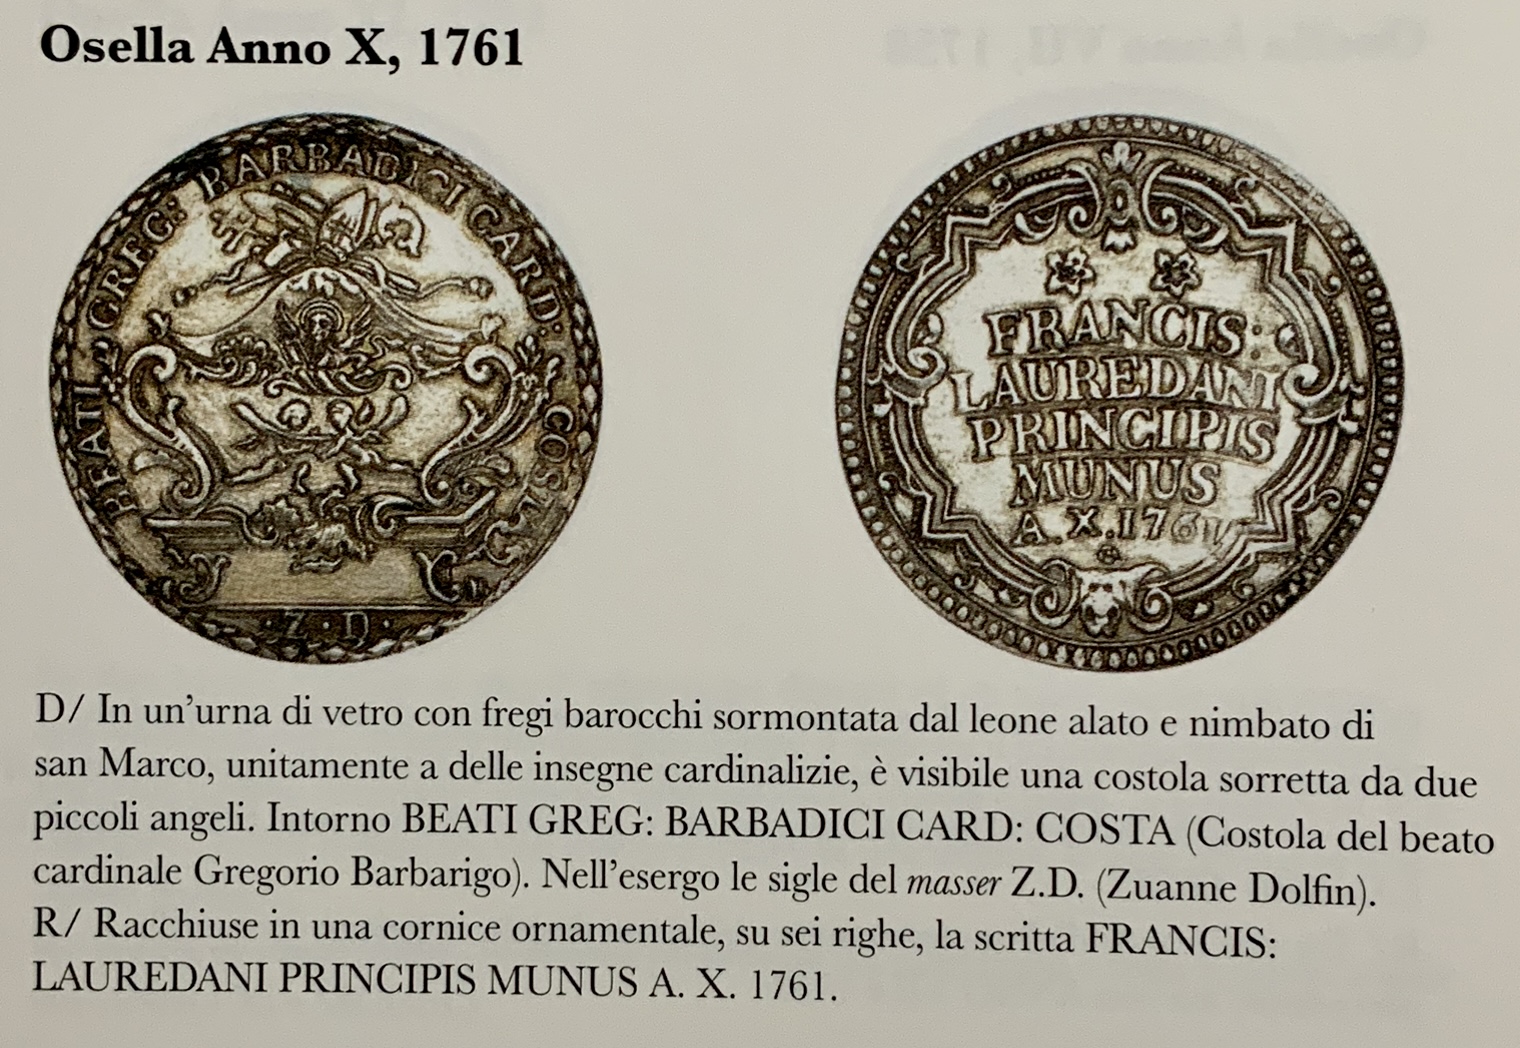 Osella Anno X, 1761
BEATI GREG: BARBADICI CARD: COSTA
· Z · D ·
FRANCIS:
LAUREDANI
PRINCIPIS
MUNUS
A. X. 1761
D/ In un’urna di vetro con fregi barocchi sormontata dal leone alato e nimbato di
san Marco, unitamente a delle insegne cardinalizie, è visibile una costola sorretta da due
piccoli angeli. Intorno BEATI GREG: BARBADICI CARD: COSTA (Costola del beato
cardinale Gregorio Barbarigo). Nell’esergo le sigle del masser Z.D. (Zuanne Dolfin).
R/ Racchiuse in una cornice ornamentale, su sei righe, la scritta FRANCIS:
LAUREDANI PRINCIPIS MUNUS A. X. 1761.